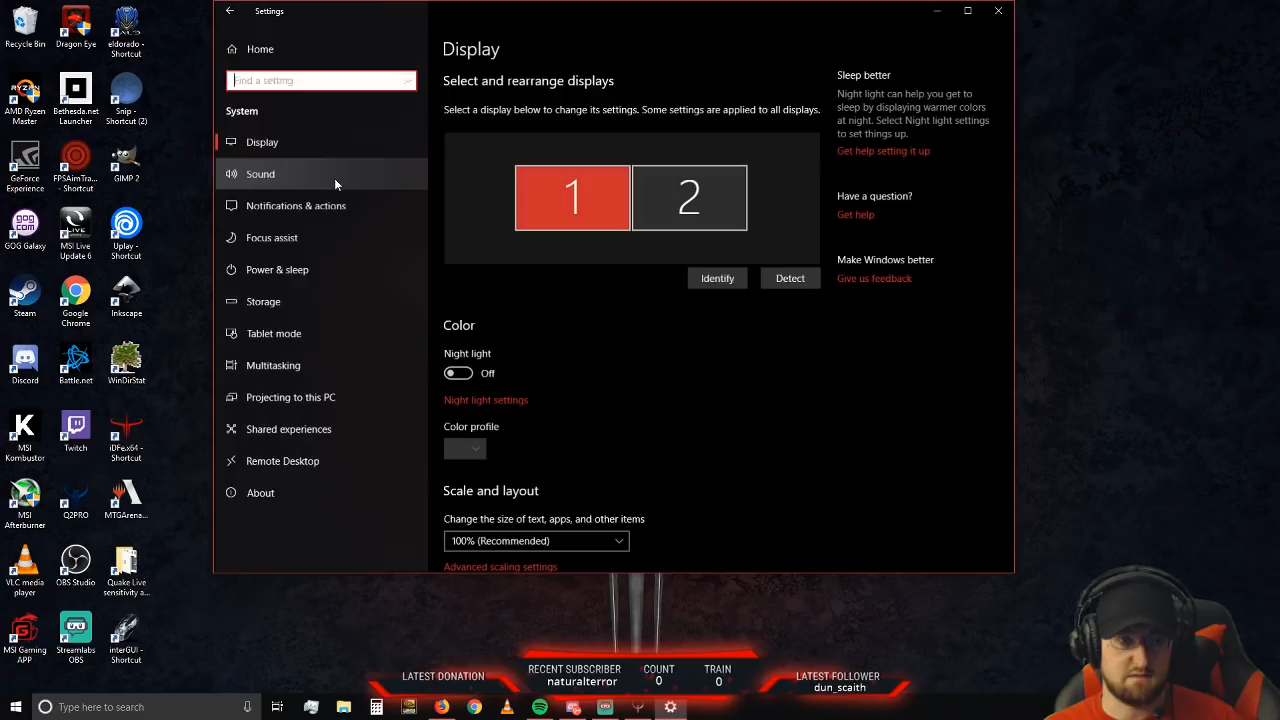 Settings
Home
Find a setting
System
Display
Sound
Notifications & actions
Focus assist
Power & sleep
Storage
Tablet mode
Multitasking
Projecting to this PC
Shared experiences
Remote Desktop
About
Display
Select and rearrange displays
Select a display below to change its settings. Some settings are applied to all displays.
1
2
Identify
Detect
Color
Night light
Off
Night light settings
Color profile
Scale and layout
Change the size of text, apps, and other items
100% (Recommended)
Advanced scaling settings
Sleep better
Night light can help you get to
sleep by displaying warmer colors
at night. Select Night light settings
to set things up.
Get help setting it up
Have a question?
Get help
Make Windows better
Give us feedback
Recycle Bin
Dragon Eye
eldorado -
Shortcut
RYZEN
AMD Ryzen
Master
Bethesda.net
Launcher
Snip -
Shortcut (2)
GeForce
Experience
FPSAimTra...
Shortcut
GIMP 2
GOG
COM
GOG Galaxy
LIVE
MSI Live
Update 6
Uplay -
Shortcut
Steam
Google
Chrome
Inkscape
Discord
Battle.net
WinDirStat
K
MSI
Kombustor
Twitch
iDFe.x64 -
Shortcut
MSI
Afterburner
Q2PRO
MTGArena...
VLC media
player
OBS Studio
Quake Live
sensitivity a...
MSI Gaming
APP
Streamlabs
OBS
interGUI -
Shortcut
LATEST DONATION
RECENT SUBSCRIBER
naturalterror
COUNT
0
TRAIN
0
LATEST FOLLOWER
dun_scaith
Type here to search